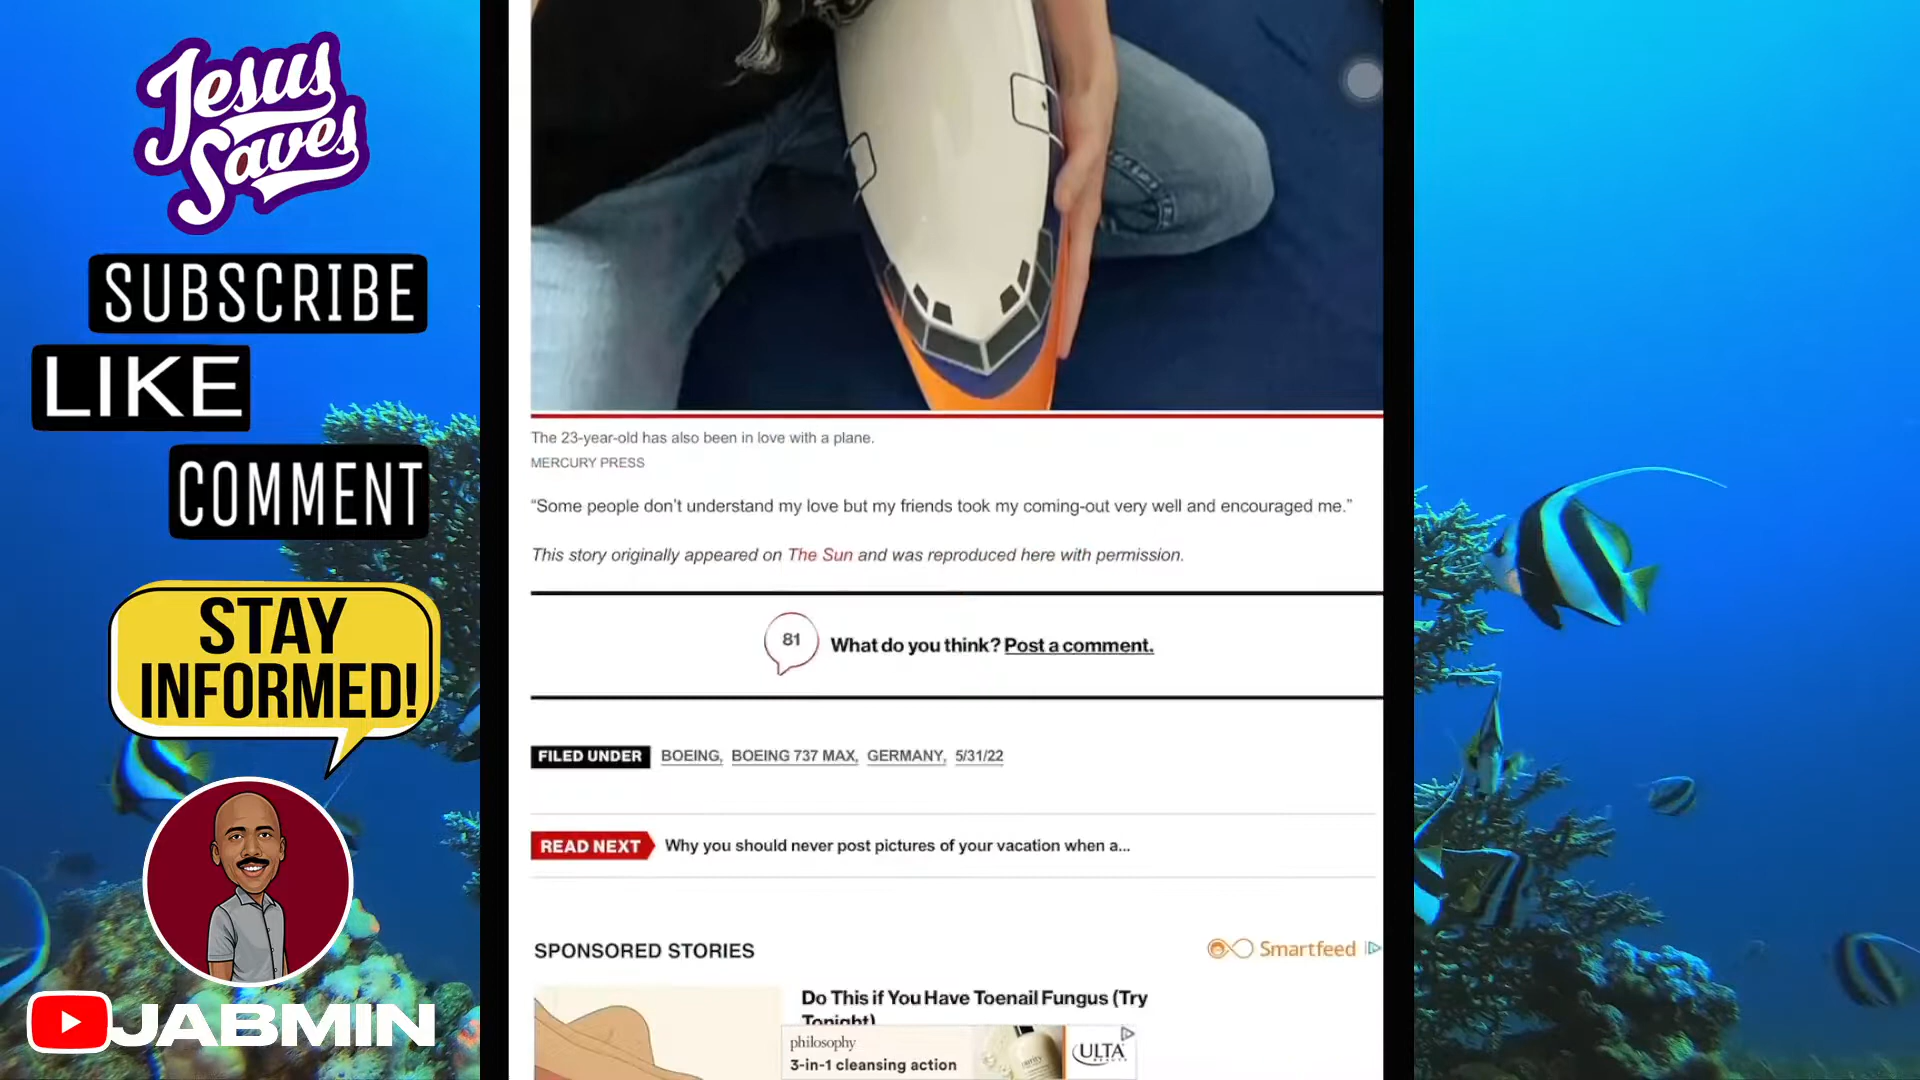 Jesus
Saves
SUBSCRIBE
LIKE
COMMENT
STAY
INFORMED!
JABMIN
The 23-year-old has also been in love with a plane.
MERCURY PRESS
“Some people don’t understand my love but my friends took my coming-out very well and encouraged me.”
This story originally appeared on The Sun and was reproduced here with permission.
81
What do you think? Post a comment.
FILED UNDER BOEING, BOEING 737 MAX, GERMANY, 5/31/22
READ NEXT Why you should never post pictures of your vacation when a...
SPONSORED STORIES
Smartfeed
Do This if You Have Toenail Fungus (Try
Tonight)
philosophy
3-in-1 cleansing action
ULTA